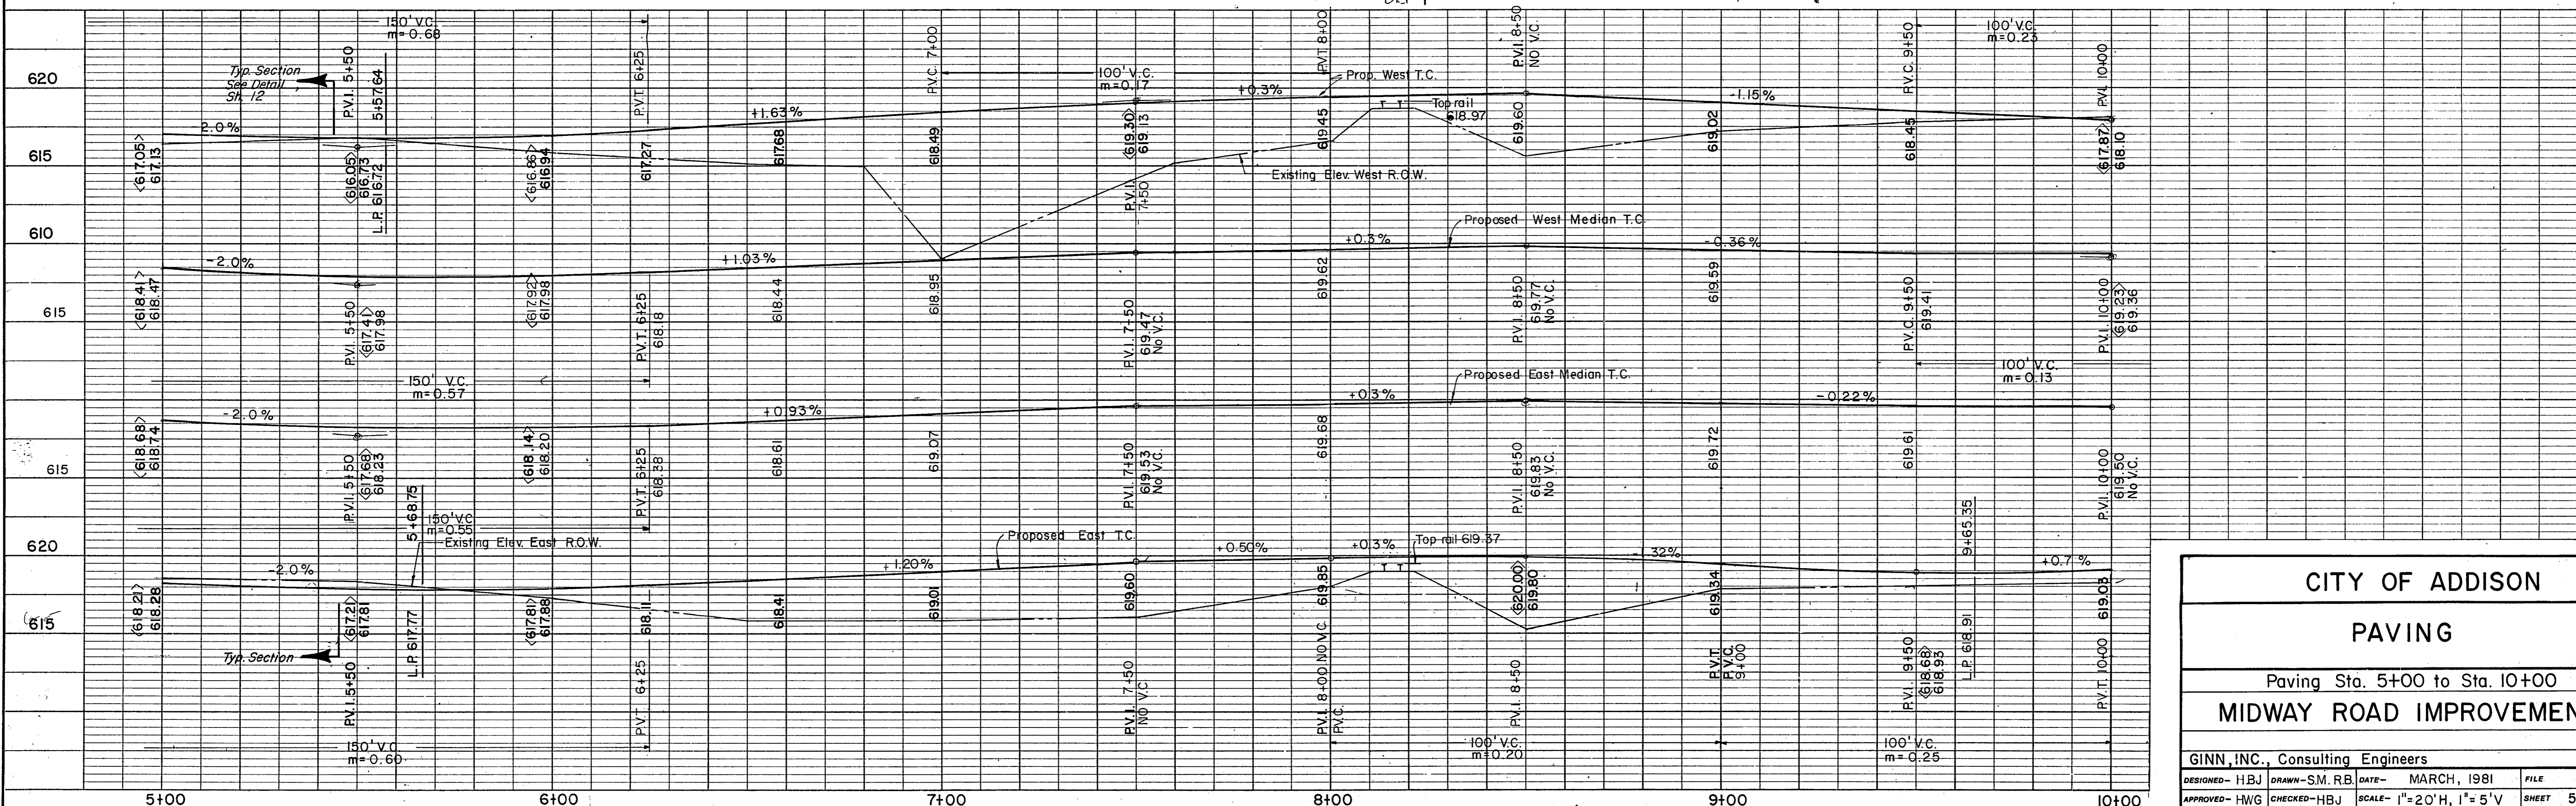 150' V.C.
m=0.68
Typ. Section
See Detail
Sh. 12
P.V.I. 5+50
5+57.64
P.V.T. 6+25
P.V.C. 7+00
100' V.C.
m=0.17
P.V.T. 8+00
Prop. West T.C.
P.V.I. 8+50
NO V.C.
P.V.C. 9+50
100' V.C.
m=0.23
P.V.I. 10+00
620
2.0%
+1.63%
+0.3%
-1.15%
Top rail
618.97
615
<617.05>
617.13
<616.05>
616.73
L.P. 616.72
<616.86>
616.94
617.27
617.68
618.49
<619.30>
619.13
P.V.I.
7+50
619.45
619.60
619.02
618.45
<617.87>
618.10
Existing Elev. West R.O.W.
610
Proposed West Median T.C.
-2.0%
+1.03%
+0.3%
-0.36%
615
<618.41>
618.47
P.V.I. 5+50
<617.41>
617.98
<617.92>
617.98
P.V.T. 6+25
618.8
618.44
618.95
P.V.I. 7-50
619.47
No V.C.
619.62
P.V.I. 8+50
619.77
No V.C.
619.59
P.V.C. 9+50
619.41
P.V.I. 10+00
<619.23>
619.36
150' V.C.
m=0.57
100' V.C.
m=0.13
Proposed East Median T.C.
-2.0%
+0.93%
+0.3%
-0.22%
615
<618.68>
618.74
P.V.I. 5+50
<617.68>
618.23
<618.14>
618.20
P.V.T. 6+25
618.38
618.61
619.07
P.V.I. 7+50
619.53
No V.C.
619.68
P.V.I. 8+50
619.83
No V.C.
619.72
619.61
P.V.I. 10+00
619.50
No V.C.
150' V.C.
m=0.55
5+68.75
Existing Elev. East R.O.W.
Proposed East T.C.
Top rail 619.37
9+65.35
620
-2.0%
+1.20%
+0.50%
+0.3%
-1.32%
+0.7%
615
<618.21>
618.28
<617.21>
617.81
P.V.I. 5+50
L.P. 617.77
<617.81>
617.88
618.11
P.V.T. 6+25
618.41
619.01
619.60
P.V.I. 7+50
NO V.C.
619.85
P.V.I. 8+00 NO V.C.
P.V.C.
<620.00>
619.80
P.V.I. 8+50
619.34
P.V.T.
P.V.C.
9+00
P.V.I. 9+50
<618.68>
618.93
L.P. 618.91
619.03
P.V.T. 10+00
Typ. Section
150' V.C.
m=0.60
100' V.C.
m=0.20
100' V.C.
m=0.25
5+00
6+00
7+00
8+00
9+00
10+00
CITY OF ADDISON
PAVING
Paving Sta. 5+00 to Sta. 10+00
MIDWAY ROAD IMPROVEMEN
GINN, INC., Consulting Engineers
DESIGNED- HBJ DRAWN- S.M. R.B. DATE- MARCH, 1981 FILE
APPROVED- HWG CHECKED- HBJ SCALE- 1"=20'H, 1"=5'V SHEET 5